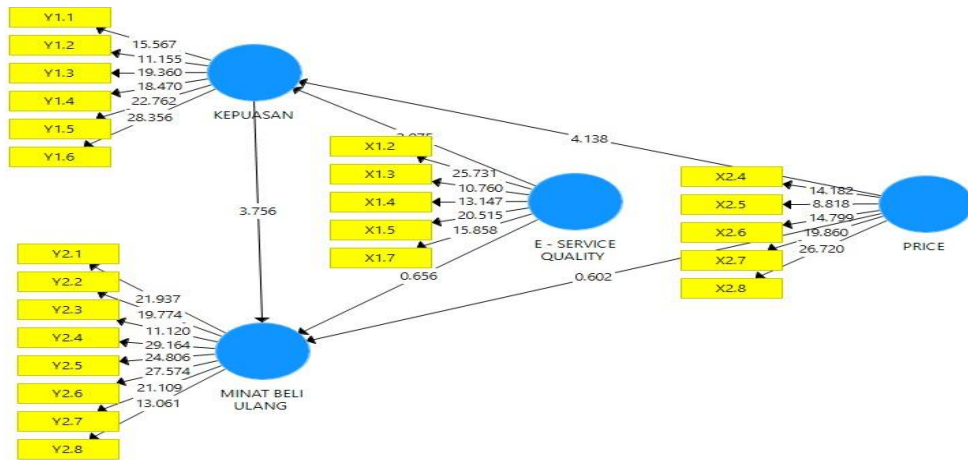 Y1.1
Y1.2
Y1.3
Y1.4
Y1.5
Y1.6
15.567
11.155
19.360
18.470
22.762
28.356
KEPUASAN
3.756
4.138
X1.2
X1.3
X1.4
X1.5
X1.7
25.731
10.760
13.147
20.515
15.858
E - SERVICE
QUALITY
0.656
X2.4
X2.5
X2.6
X2.7
X2.8
14.182
8.818
14.799
19.860
26.720
PRICE
0.602
Y2.1
Y2.2
Y2.3
Y2.4
Y2.5
Y2.6
Y2.7
Y2.8
21.937
19.774
11.120
29.164
24.806
27.574
21.109
13.061
MINAT BELI
ULANG